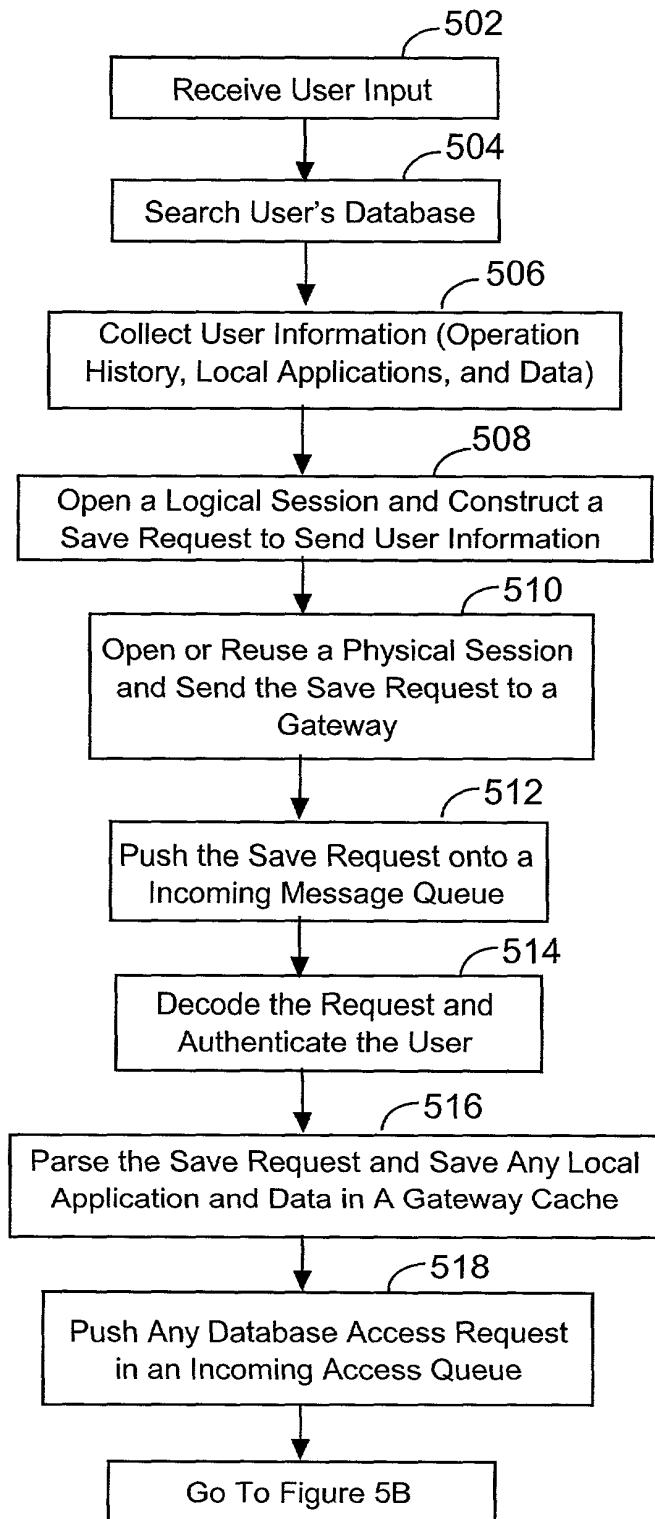 502
Receive User Input
504
Search User's Database
506
Collect User Information (Operation
History, Local Applications, and Data)
508
Open a Logical Session and Construct a
Save Request to Send User Information
510
Open or Reuse a Physical Session
and Send the Save Request to a
Gateway
512
Push the Save Request onto a
Incoming Message Queue
514
Decode the Request and
Authenticate the User
516
Parse the Save Request and Save Any Local
Application and Data in A Gateway Cache
518
Push Any Database Access Request
in an Incoming Access Queue
Go To Figure 5B